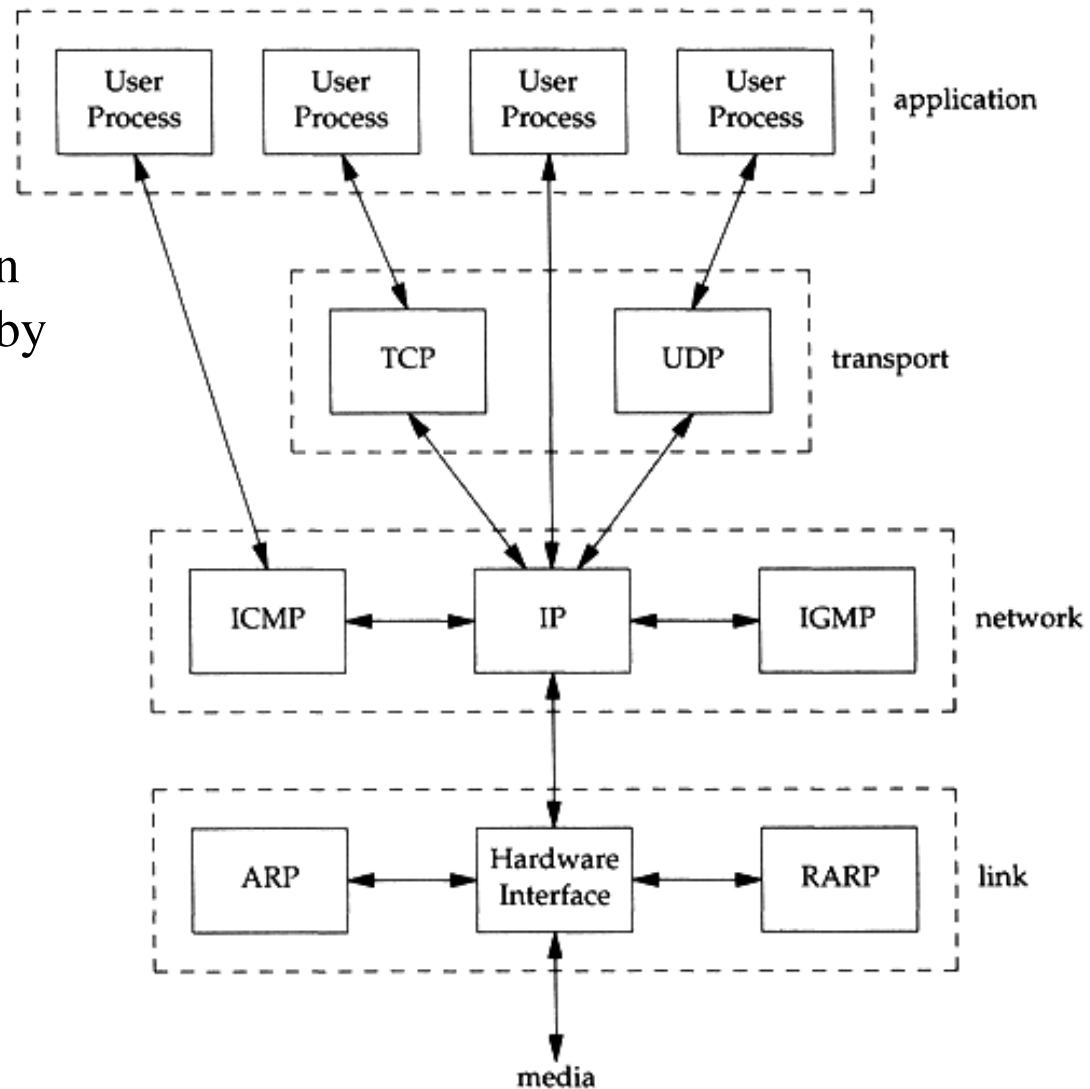 User Process
User Process
User Process
User Process
application
n
by
TCP
UDP
transport
ICMP
IP
IGMP
network
ARP
Hardware Interface
RARP
link
media